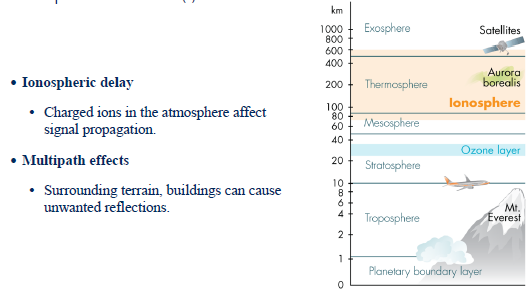 • Ionospheric delay
• Charged ions in the atmosphere affect
signal propagation.
• Multipath effects
• Surrounding terrain, buildings can cause
unwanted reflections.
km
1000
800
600
400
200
100
80
60
40
20
10
8
6
4
2
1
0
Exosphere
Satellites
Aurora
borealis
Thermosphere
Ionosphere
Mesosphere
Ozone layer
Stratosphere
Mt.
Everest
Troposphere
Planetary boundary layer